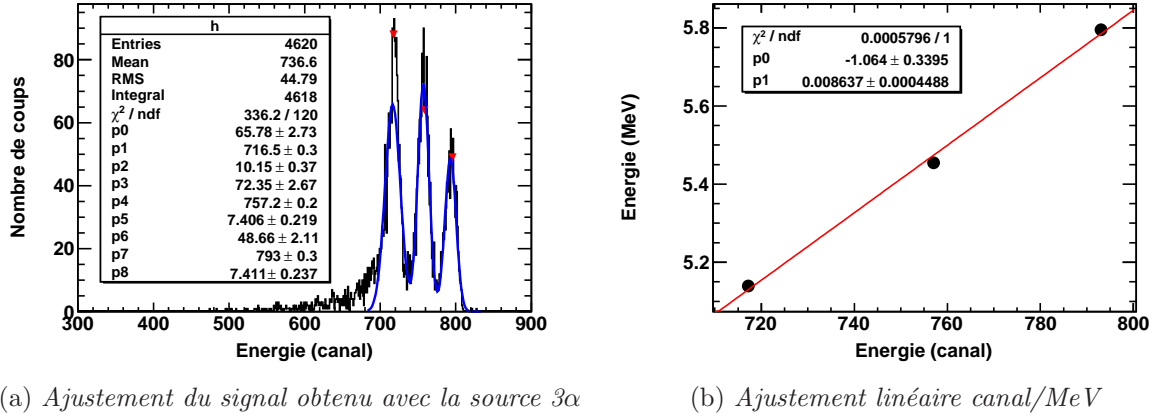 h
Entries 4620
Mean 736.6
RMS 44.79
Integral 4618
χ² / ndf 336.2 / 120
p0 65.78 ± 2.73
p1 716.5 ± 0.3
p2 10.15 ± 0.37
p3 72.35 ± 2.67
p4 757.2 ± 0.2
p5 7.406 ± 0.219
p6 48.66 ± 2.11
p7 793 ± 0.3
p8 7.411 ± 0.237
Nombre de coups
80
60
40
20
0
300 400 500 600 700 800 900
Energie (canal)
(a) Ajustement du signal obtenu avec la source 3α
χ² / ndf 0.0005796 / 1
p0 -1.064 ± 0.3395
p1 0.008637 ± 0.0004488
Energie (MeV)
5.8
5.6
5.4
5.2
720 740 760 780 800
Energie (canal)
(b) Ajustement linéaire canal/MeV